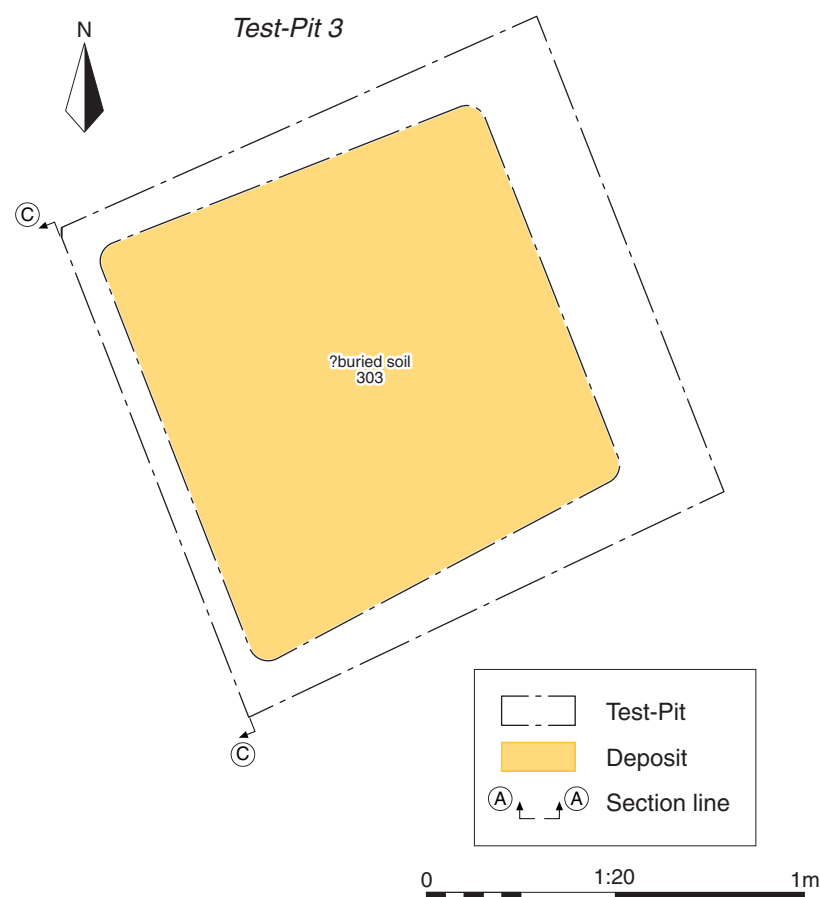 N
Test-Pit 3
C
?buried soil
303
C
Test-Pit
Deposit
A A Section line
0 1:20 1m